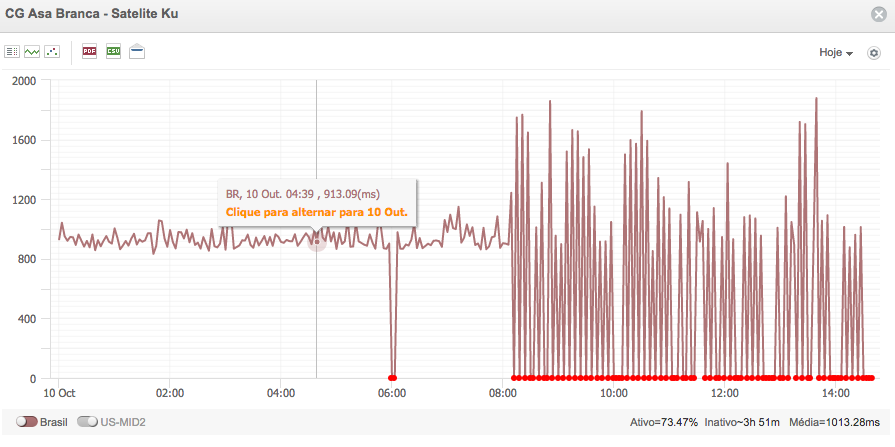 CG Asa Branca - Satelite Ku
PDF CSV Hoje
2000
1600
BR, 10 Out. 04:39 , 913.09(ms)
Clique para alternar para 10 Out.
1200
800
400
0
10 Oct 02:00 04:00 06:00 08:00 10:00 12:00 14:00
Brasil US-MID2 Ativo=73.47% Inativo~3h 51m Média=1013.28ms